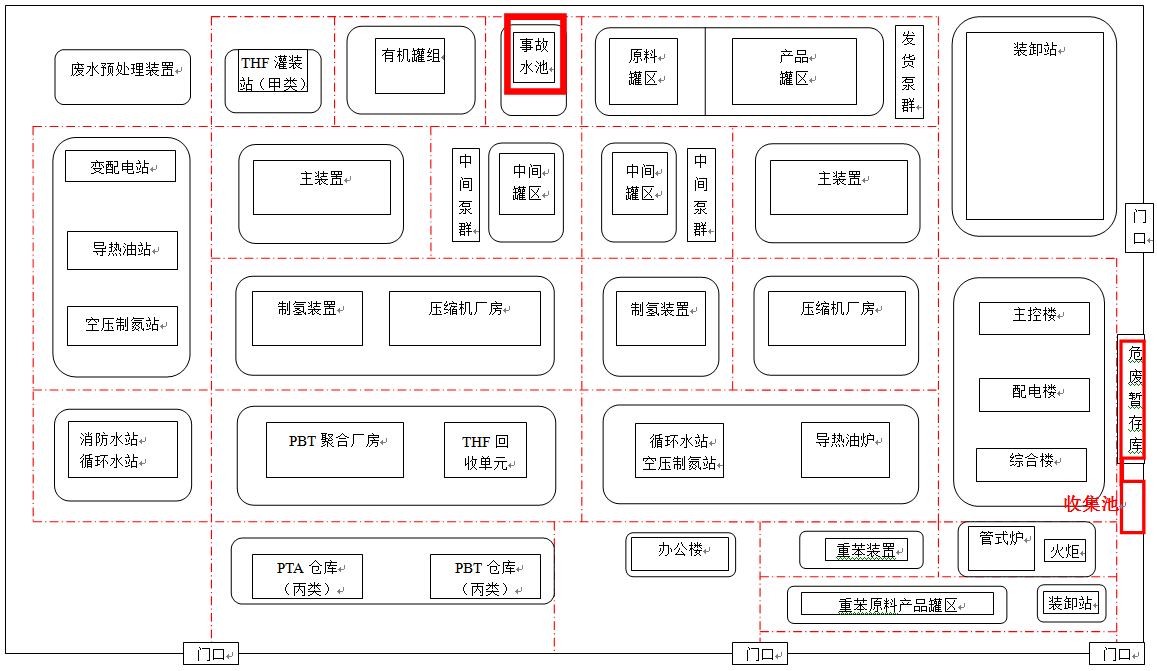 废水预处理装置
THF 灌装
站（甲类）
有机罐组
事故
水池
原料
罐区
产品
罐区
发
货
泵
群
装卸站
变配电站
导热油站
空压制氮站
主装置
中
间
泵
群
中间
罐区
中间
罐区
中
间
泵
群
主装置
门
口
制氢装置
压缩机厂房
制氢装置
压缩机厂房
主控楼
配电楼
综合楼
危
废
暂
存
库
收集池
消防水站
循环水站
PBT 聚合厂房
THF 回
收单元
循环水站
空压制氮站
导热油炉
PTA 仓库
（丙类）
PBT 仓库
（丙类）
办公楼
重苯装置
管式炉
火炬
重苯原料产品罐区
装卸站
门口
门口
门口